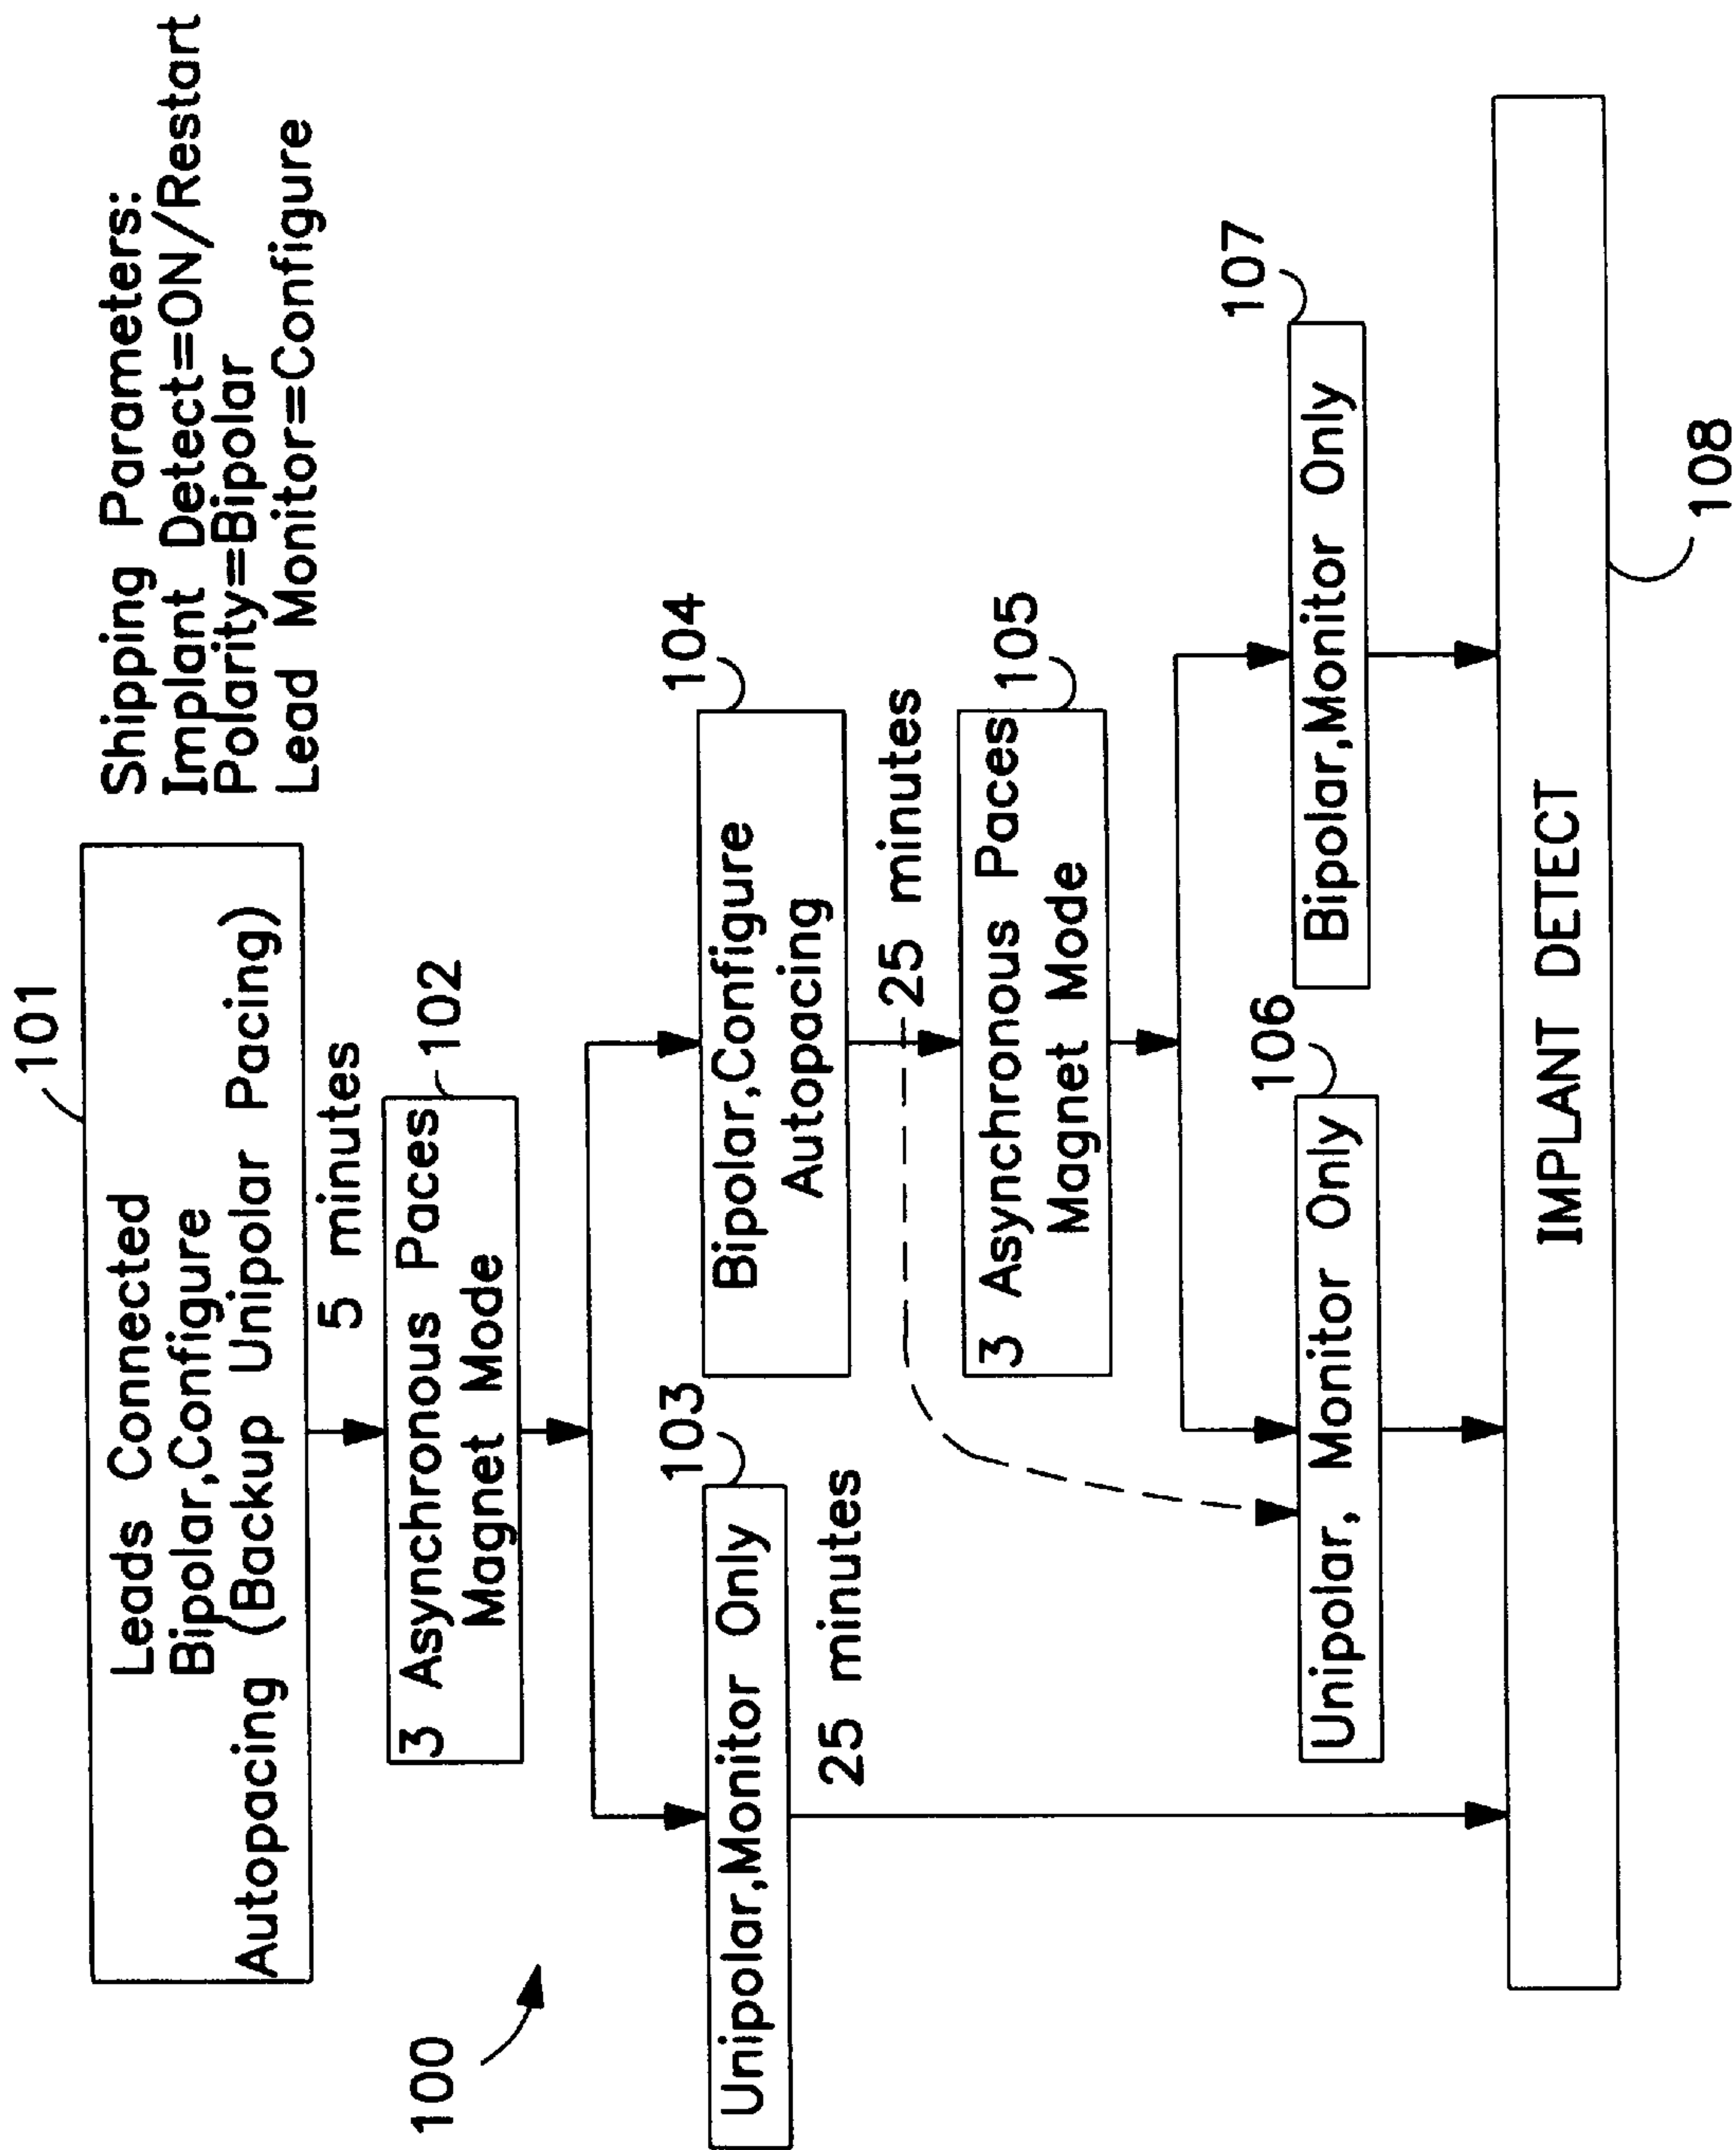 101
Leads Connected
Bipolar,Configure
Autopacing (Backup Unipolar Pacing)
Shipping Parameters:
Implant Detect=ON/Restart
Polarity=Bipolar
Lead Monitor=Configure
5 minutes
100
3 Asynchronous Paces
Magnet Mode
102
103
Unipolar,Monitor Only
25 minutes
104
Bipolar,Configure
Autopacing
25 minutes
3 Asynchronous Paces
Magnet Mode
105
106
Unipolar, Monitor Only
107
Bipolar,Monitor Only
IMPLANT DETECT
108